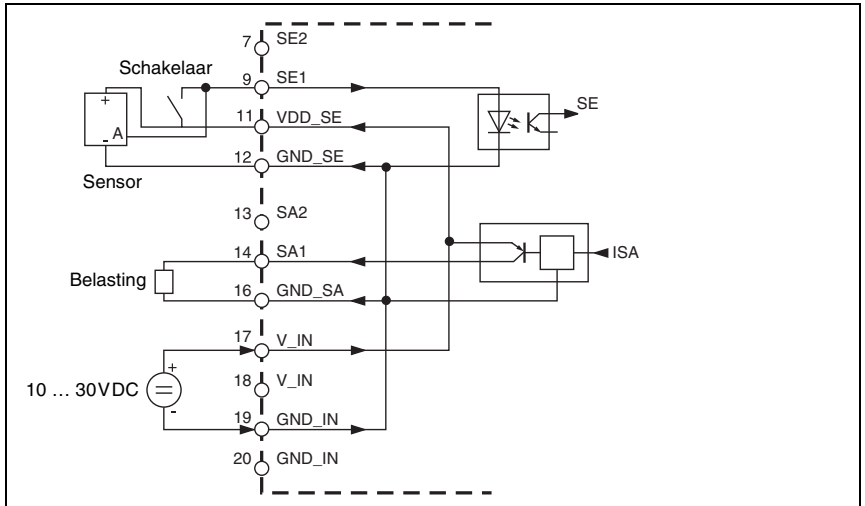 7 SE2
Schakelaar
9 SE1
+
11 VDD_SE
SE
A
-
12 GND_SE
Sensor
13 SA2
14 SA1
ISA
Belasting
16 GND_SA
17 V_IN
+
18 V_IN
10 ... 30VDC
-
19 GND_IN
20 GND_IN